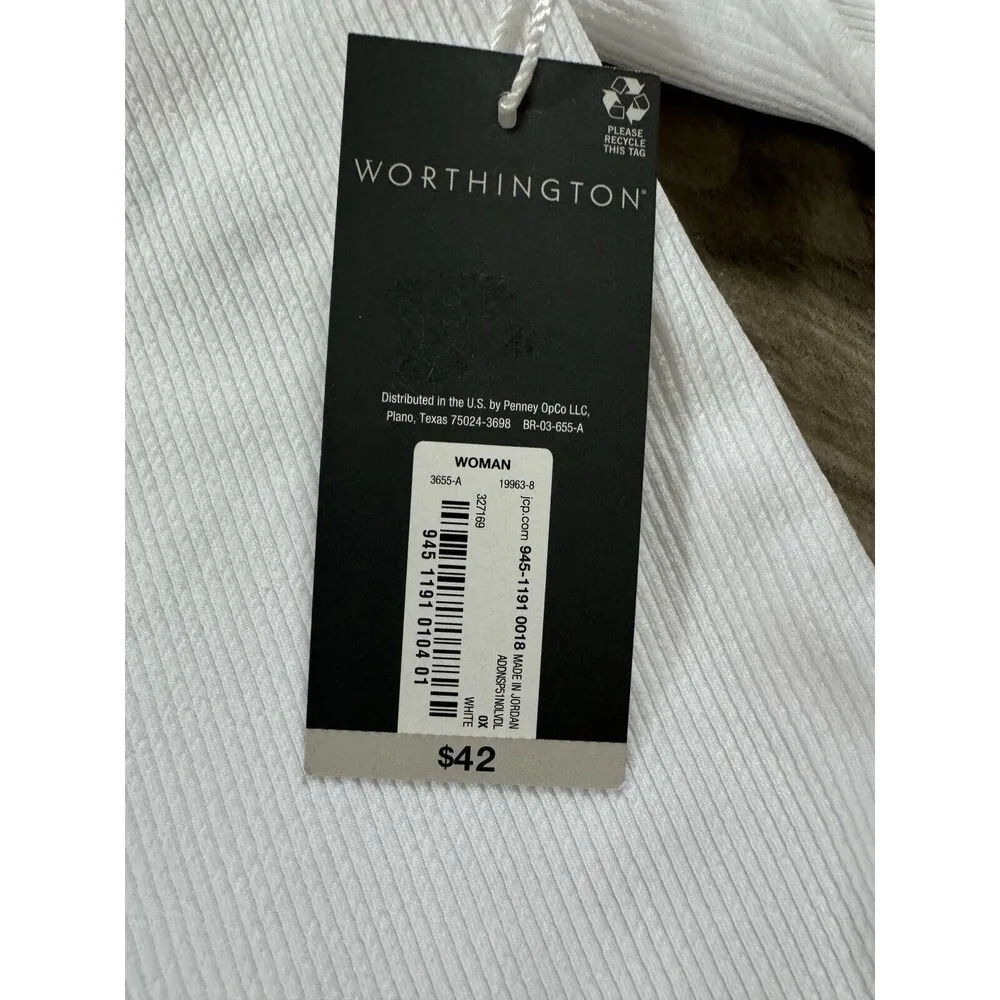 PLEASE
RECYCLE
THIS TAG
WORTHINGTON®
Distributed in the U.S. by Penney OpCo LLC,
Plano, Texas 75024-3698 BR-03-655-A
WOMAN
3655-A 19963-8
jcp.com 945-1191 0018
MADE IN JORDAN
ADDNSP51NOLVDL
327169
945 1191 0104 01
0X
WHITE
$42